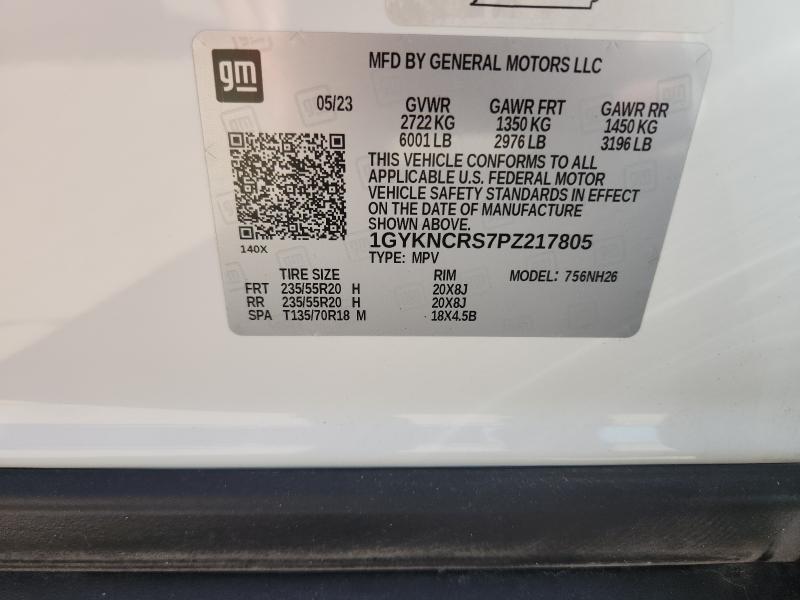 gm
MFD BY GENERAL MOTORS LLC
05/23 GVWR GAWR FRT GAWR RR
2722 KG 1350 KG 1450 KG
6001 LB 2976 LB 3196 LB
THIS VEHICLE CONFORMS TO ALL
APPLICABLE U.S. FEDERAL MOTOR
VEHICLE SAFETY STANDARDS IN EFFECT
ON THE DATE OF MANUFACTURE
SHOWN ABOVE.
1GYKNCRS7PZ217805
140X
TYPE: MPV
TIRE SIZE RIM MODEL: 756NH26
FRT 235/55R20 H 20X8J
RR 235/55R20 H 20X8J
SPA T135/70R18 M 18X4.5B